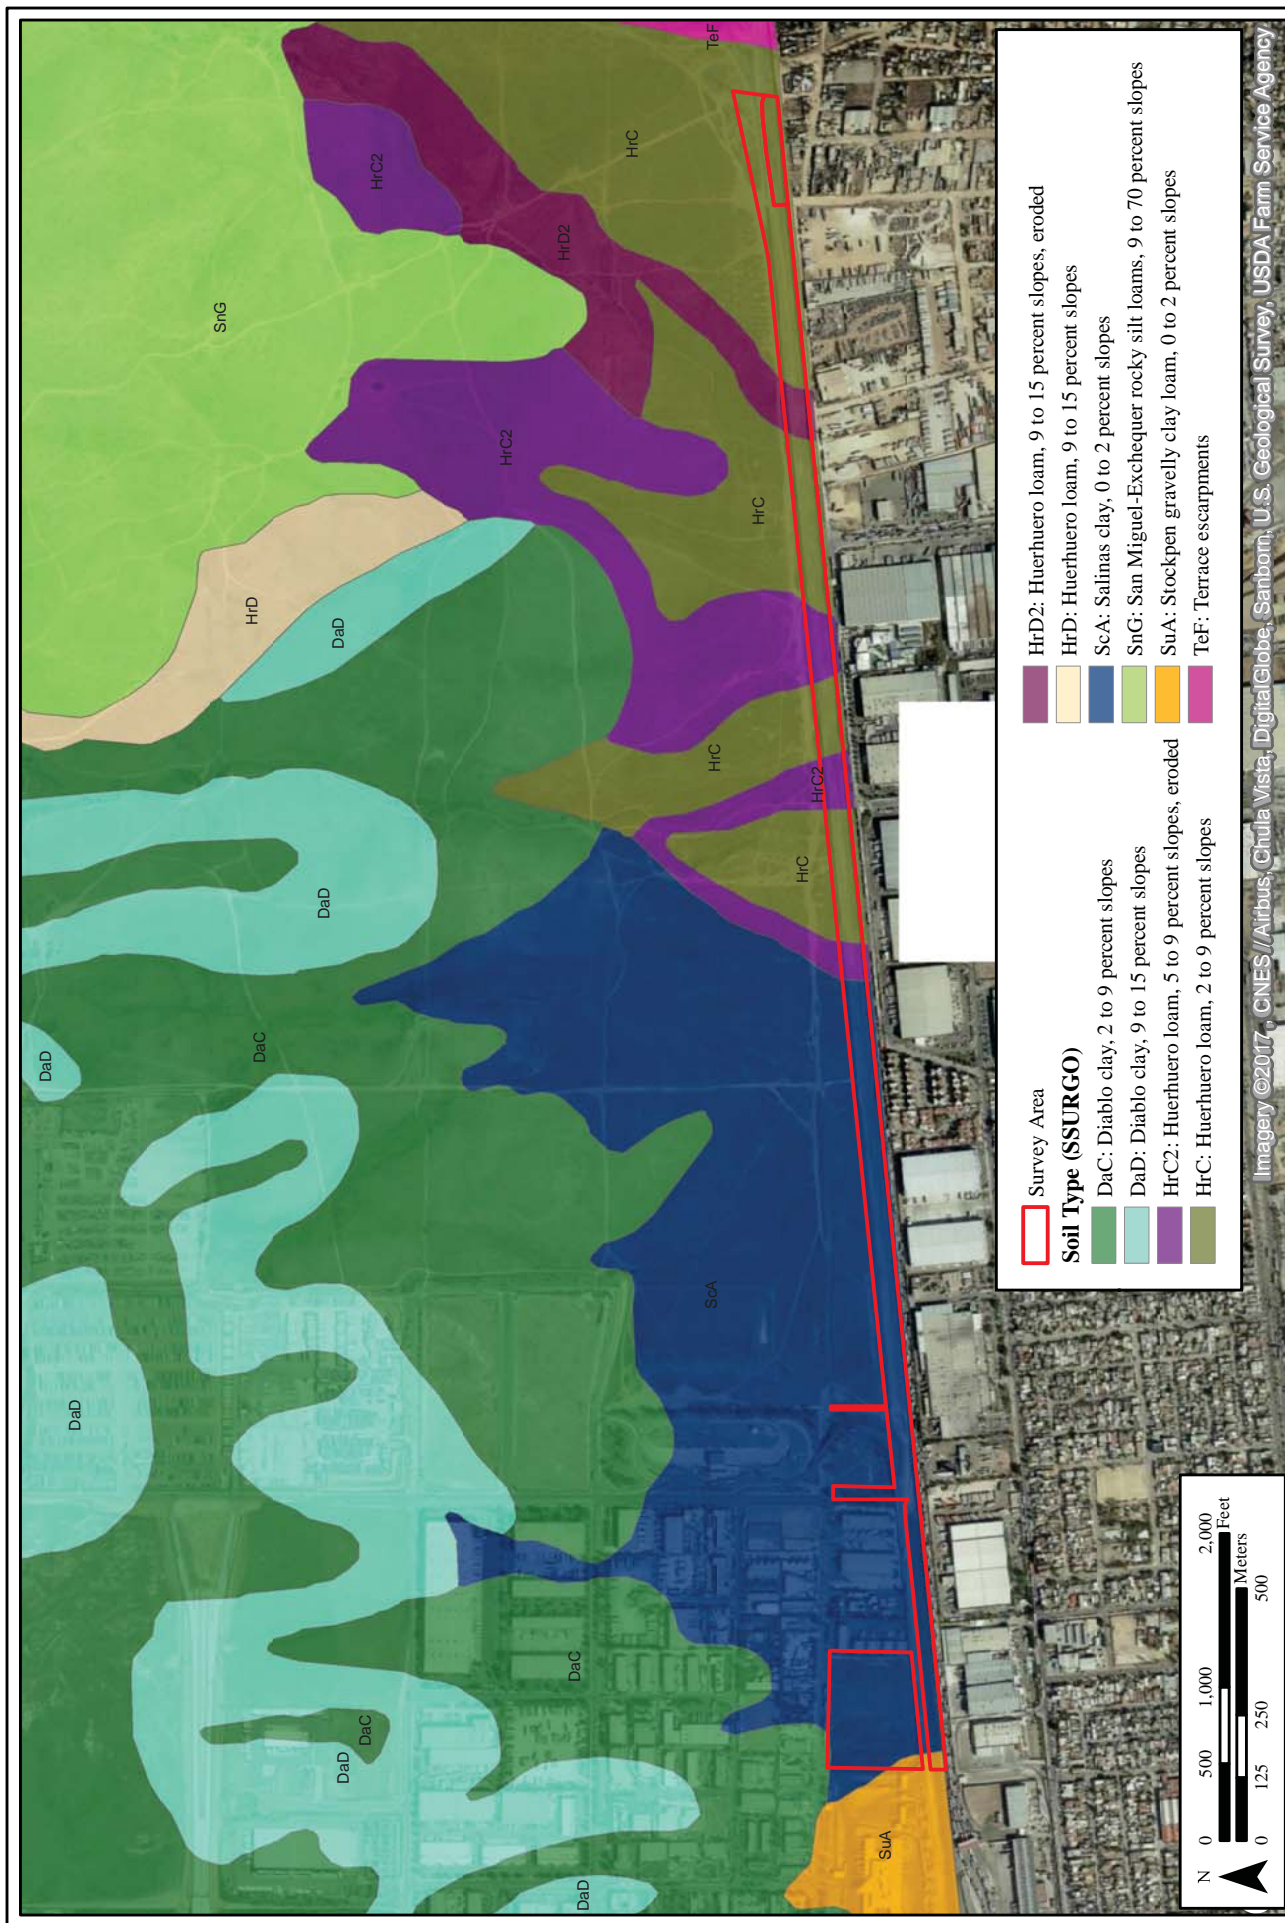 SnG
TeF
HrC2
HrC
HrD2
HrC2
HrD
DaD
HrC
DaD
HrC
HrC2
HrC
DaD
DaC
ScA
DaD
DaC
DaC
DaD
DaD
SuA
Survey Area
Soil Type (SSURGO)
DaC: Diablo clay, 2 to 9 percent slopes
DaD: Diablo clay, 9 to 15 percent slopes
HrC2: Huerhuero loam, 5 to 9 percent slopes, eroded
HrC: Huerhuero loam, 2 to 9 percent slopes
HrD2: Huerhuero loam, 9 to 15 percent slopes, eroded
HrD: Huerhuero loam, 9 to 15 percent slopes
ScA: Salinas clay, 0 to 2 percent slopes
SnG: San Miguel-Exchequer rocky silt loams, 9 to 70 percent slopes
SuA: Stockpen gravelly clay loam, 0 to 2 percent slopes
TeF: Terrace escarpments
N
0 500 1,000 2,000
Feet
Meters
0 125 250 500
Imagery ©2017, CNES / Airbus, Chula Vista, DigitalGlobe, Sanborn, U.S. Geological Survey, USDA Farm Service Agency